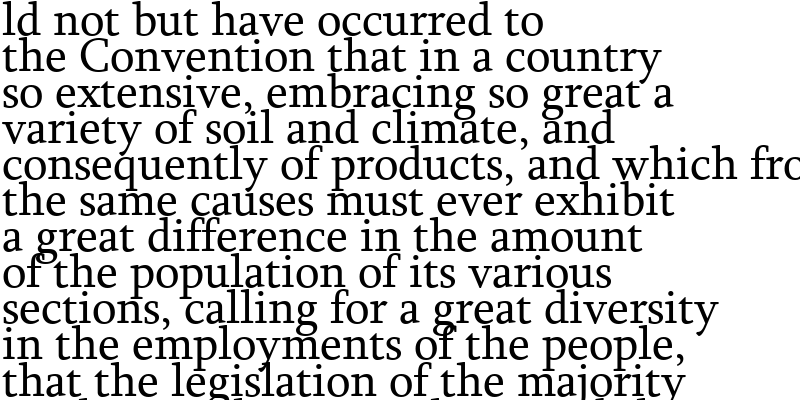 ld not but have occurred to
the Convention that in a country
so extensive, embracing so great a
variety of soil and climate, and
consequently of products, and which fro
the same causes must ever exhibit
a great difference in the amount
of the population of its various
sections, calling for a great diversity
in the employments of the people,
that the legislation of the majority